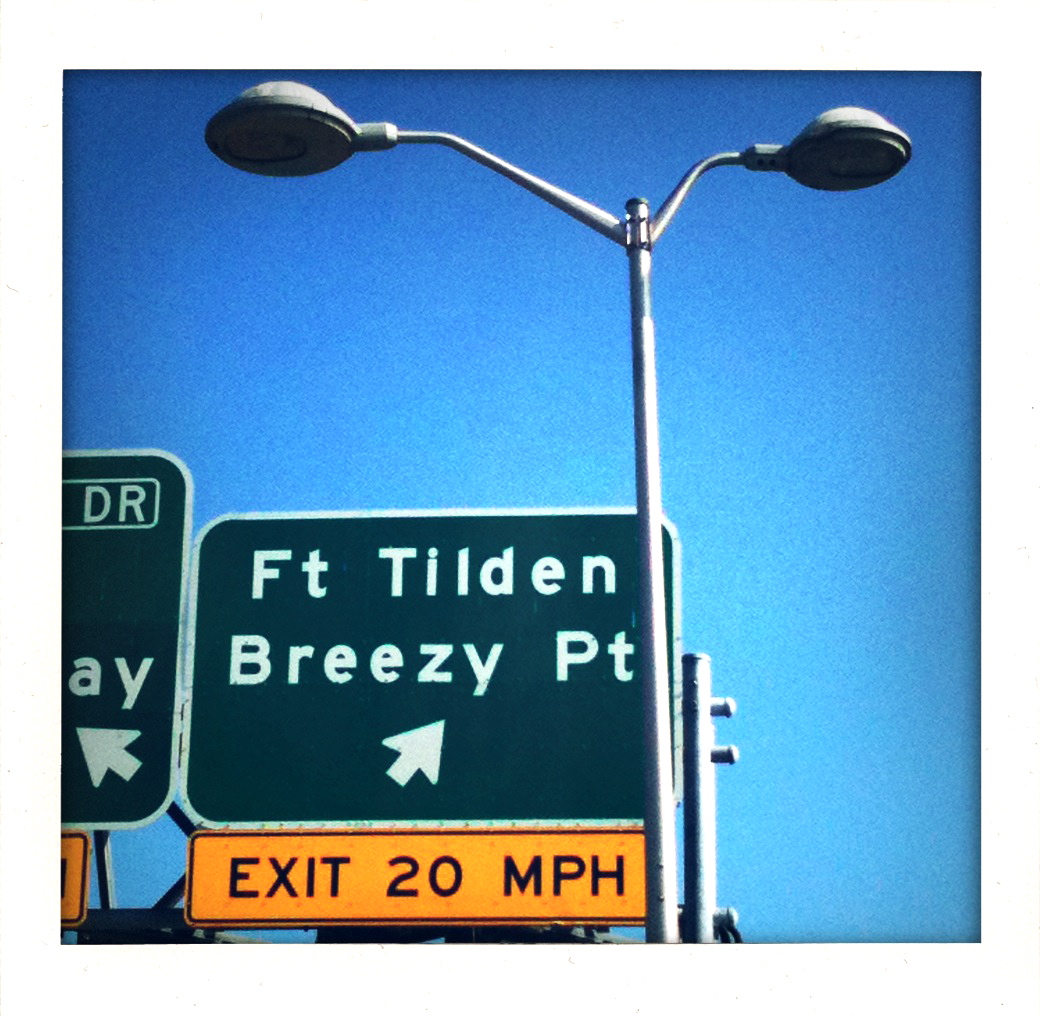 DR
ay
Ft Tilden
Breezy Pt
EXIT 20 MPH